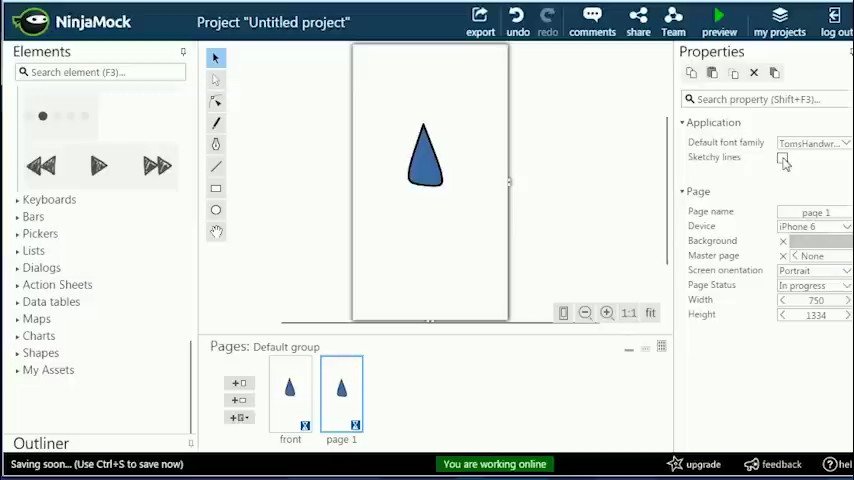 NinjaMock
Project "Untitled project"
export
undo
redo
comments
share
Team
preview
my projects
log out
Elements
Search element (F3)...
Keyboards
Bars
Pickers
Lists
Dialogs
Action Sheets
Data tables
Maps
Charts
Shapes
My Assets
Outliner
1:1
fit
Pages: Default group
front
page 1
Properties
Search property (Shift+F3)...
Application
Default font family TomsHandwr...
Sketchy lines
Page
Page name page 1
Device iPhone 6
Background
Master page None
Screen orientation Portrait
Page Status In progress
Width 750
Height 1334
Saving soon... (Use Ctrl+S to save now)
You are working online
upgrade
feedback
hel